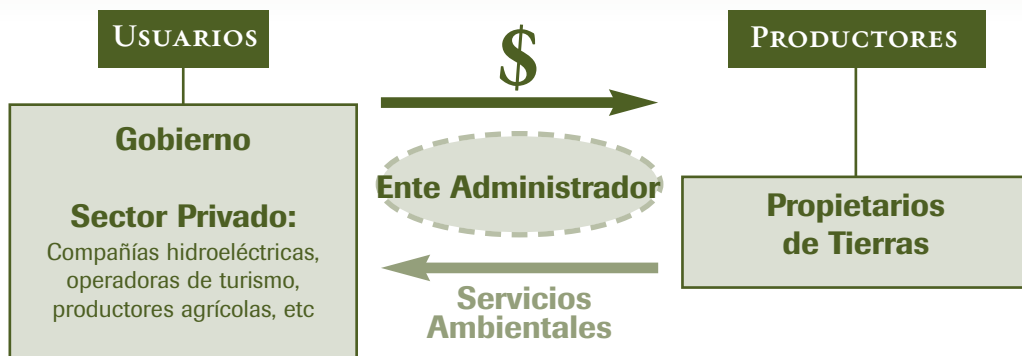 USUARIOS
Gobierno
Sector Privado:
Compañías hidroeléctricas,
operadoras de turismo,
productores agrícolas, etc
$
Ente Administrador
Servicios
Ambientales
PRODUCTORES
Propietarios
de Tierras